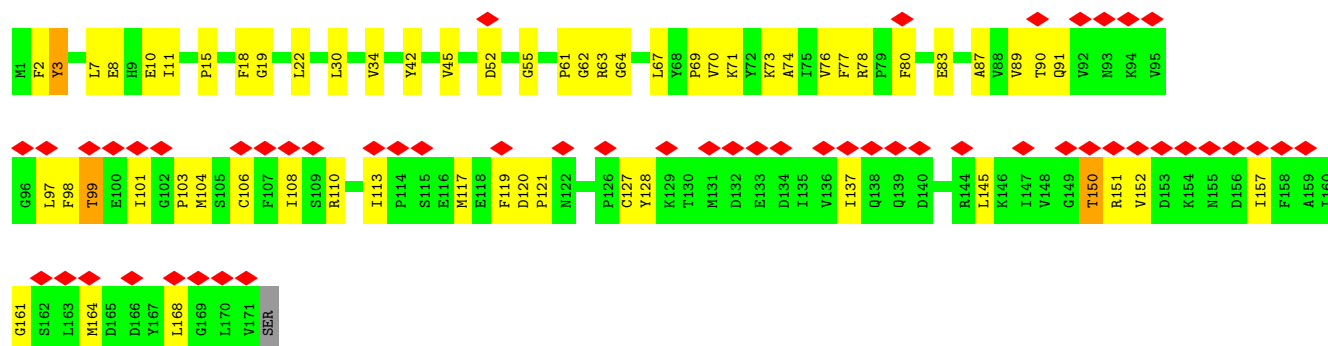 M1 F2 Y3 L7 E8 H9 E10 I11 P15 F18 G19 L22 L30 V34 Y42 V45 D52 G55 P61 G62 R63 G64 L67 Y68 P69 V70 K71 Y72 K73 A74 I75 V76 F77 R78 P79 F80 E83 A87 V88 V89 T90 Q91 V92 N93 K94 V95
G96 L97 F98 T99 E100 I101 G102 P103 M104 S105 C106 F107 I108 S109 R110 I113 P114 S115 E116 M117 E118 F119 D120 P121 N122 P126 C127 Y128 K129 T130 M131 D132 E133 D134 I135 V136 I137 Q138 Q139 D140 R144 L145 K146 I147 V148 G149 T150 R151 V152 D153 K154 N155 D156 I157 F158 A159 I160
G161 S162 L163 M164 D165 D166 Y167 L168 G169 L170 V171 SER